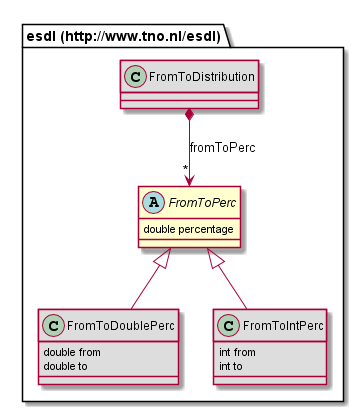 esdl (http://www.tno.nl/esdl)
C FromToDistribution
fromToPerc
*
A FromToPerc
double percentage
C FromToDoublePerc
double from
double to
C FromToIntPerc
int from
int to